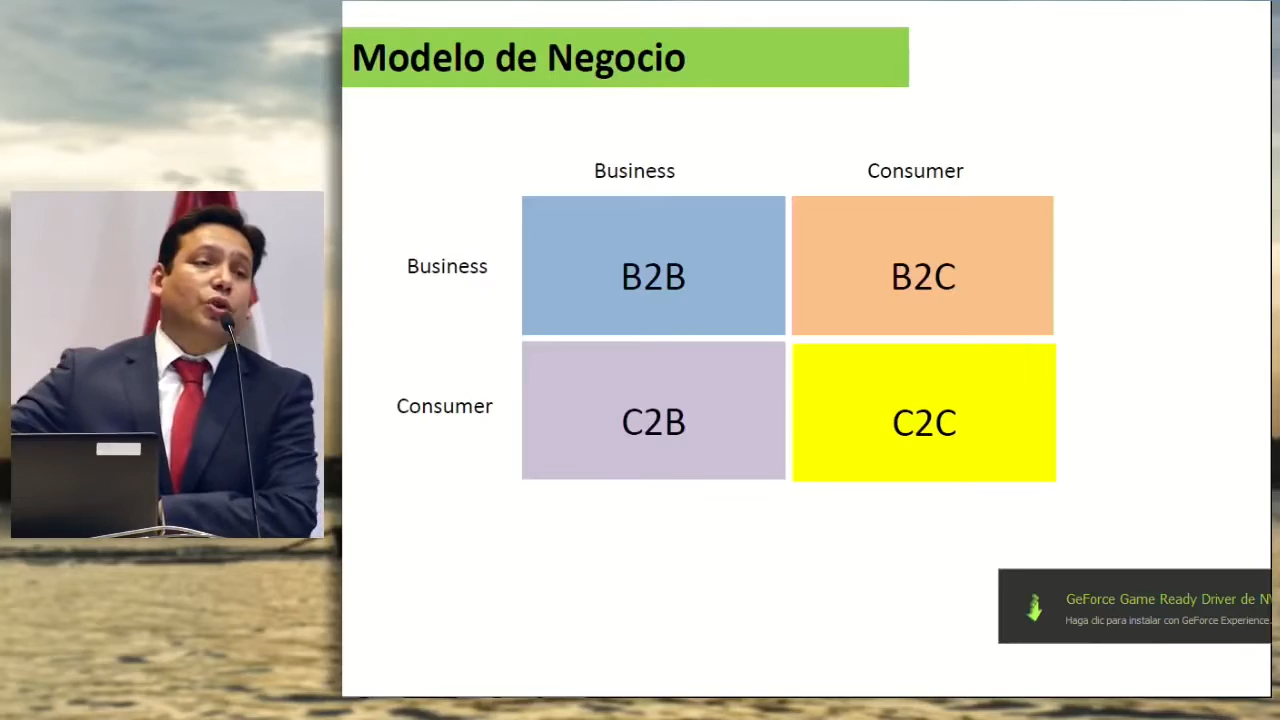 Modelo de Negocio
Business Consumer
Business B2B B2C
Consumer C2B C2C
GeForce Game Ready Driver de
Haga clic para instalar con GeForce Experience.